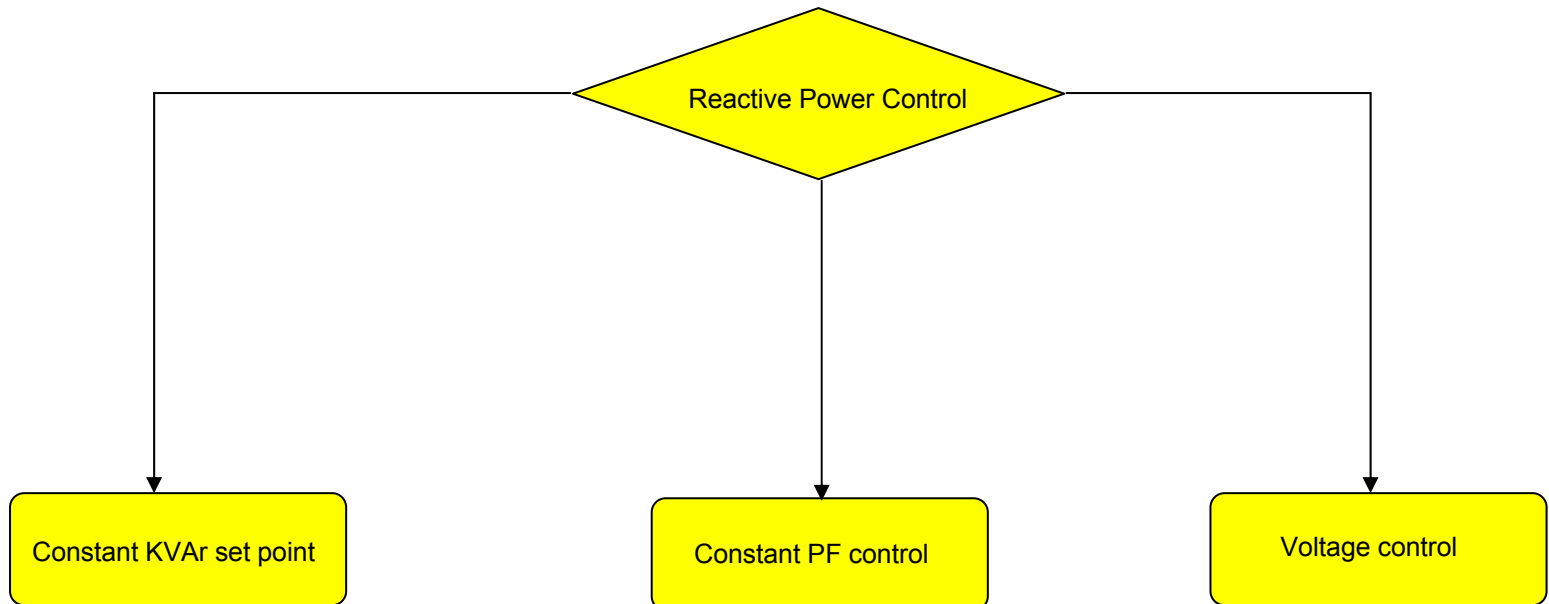 Reactive Power Control
Constant KVAr set point
Constant PF control
Voltage control